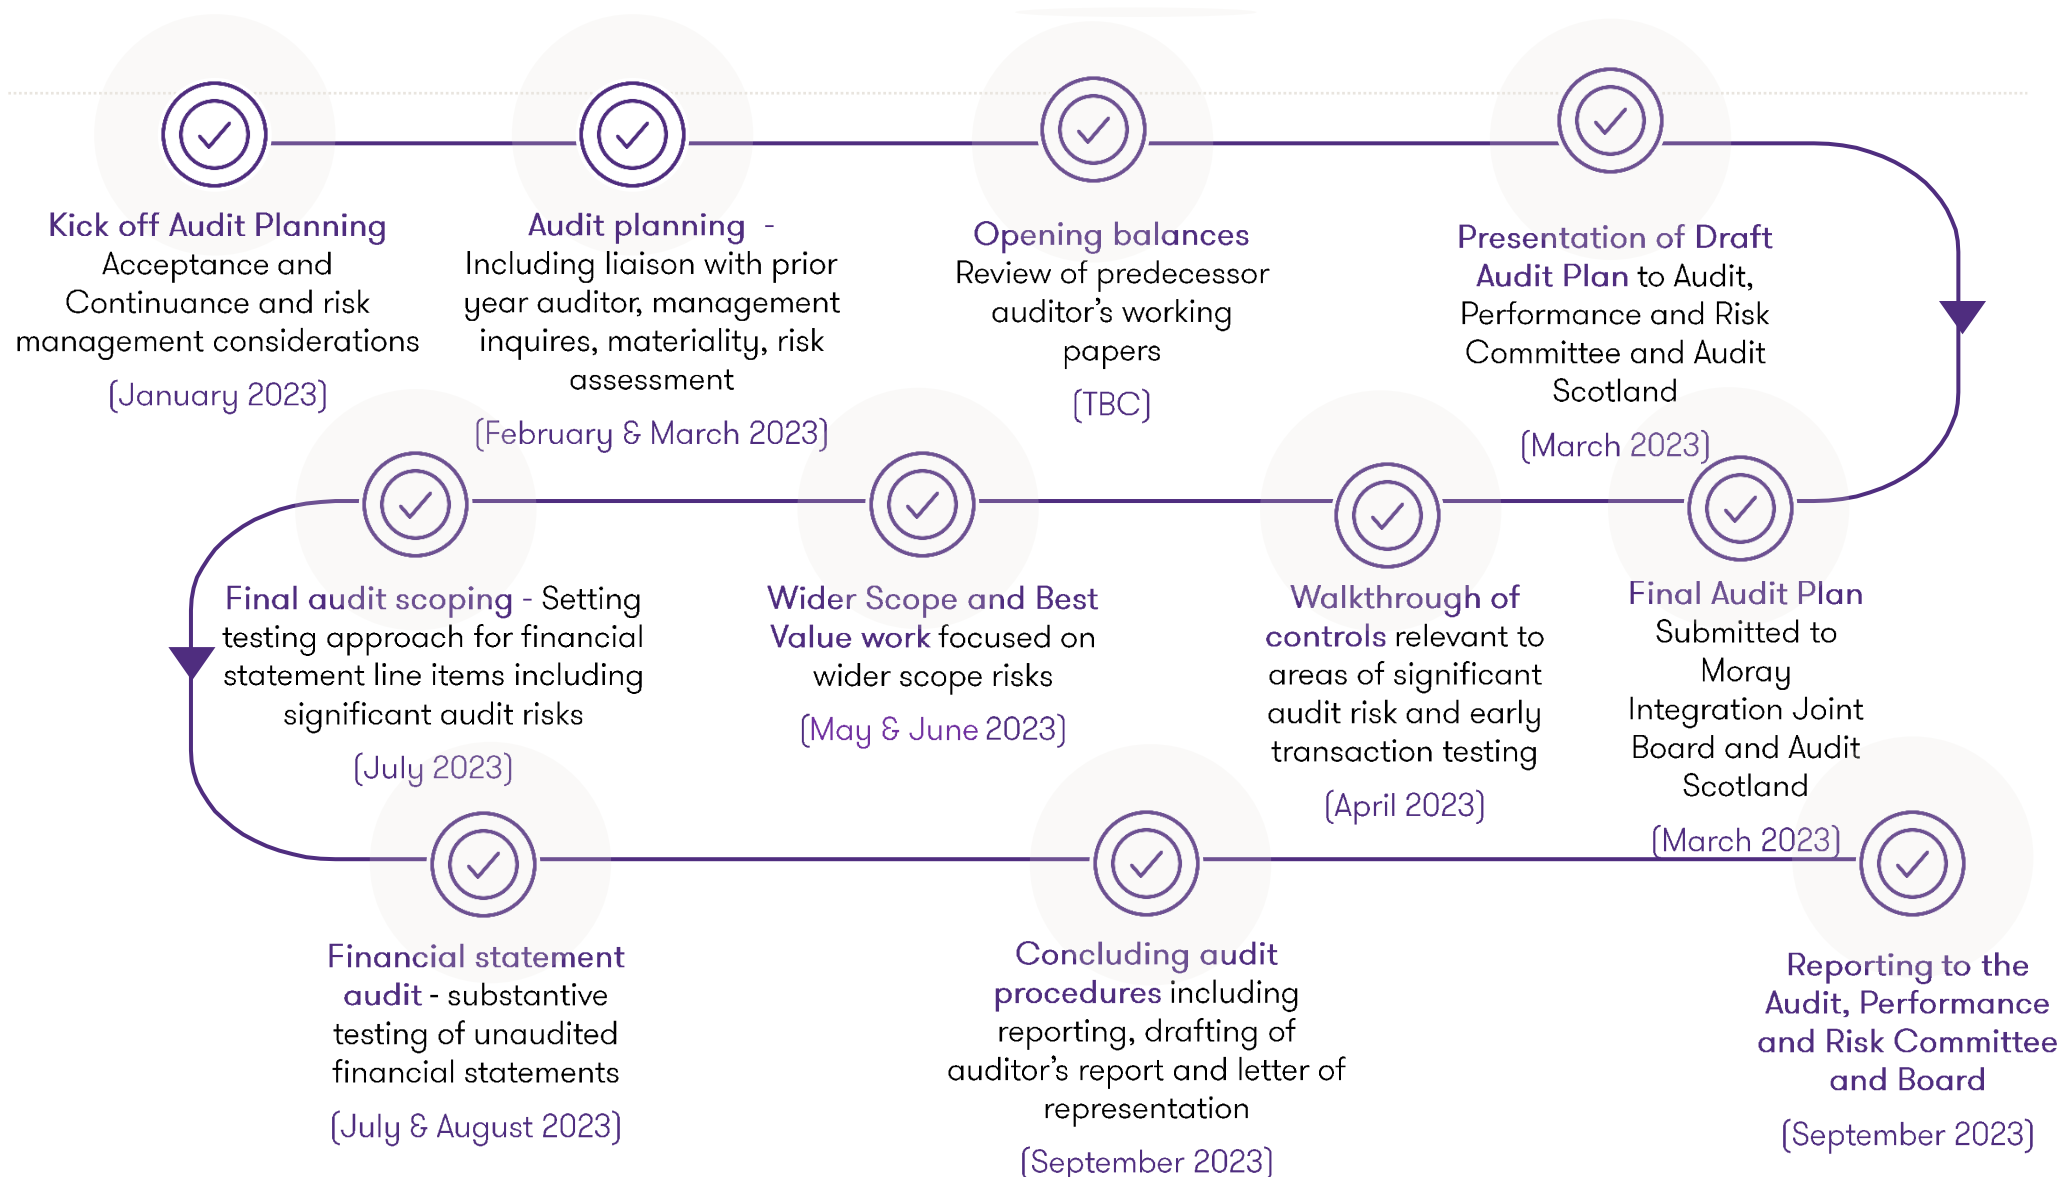 Kick off Audit Planning
Acceptance and
Continuance and risk
management considerations
(January 2023)
Audit planning -
Including liaison with prior
year auditor, management
inquires, materiality, risk
assessment
(February & March 2023)
Opening balances
Review of predecessor
auditor’s working
papers
(TBC)
Presentation of Draft
Audit Plan to Audit,
Performance and Risk
Committee and Audit
Scotland
(March 2023)
Final Audit Plan
Submitted to
Moray
Integration Joint
Board and Audit
Scotland
(March 2023)
Walkthrough of
controls relevant to
areas of significant
audit risk and early
transaction testing
(April 2023)
Wider Scope and Best
Value work focused on
wider scope risks
(May & June 2023)
Final audit scoping - Setting
testing approach for financial
statement line items including
significant audit risks
(July 2023)
Financial statement
audit - substantive
testing of unaudited
financial statements
(July & August 2023)
Concluding audit
procedures including
reporting, drafting of
auditor’s report and letter of
representation
(September 2023)
Reporting to the
Audit, Performance
and Risk Committee
and Board
(September 2023)